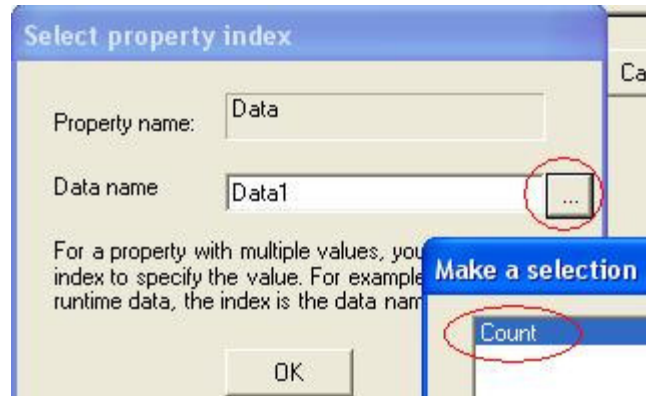 Select property index
Ca
Property name:
Data
Data name
Data1
...
For a property with multiple values, you
index to specify the value. For example
runtime data, the index is the data nam
Make a selection
Count
OK